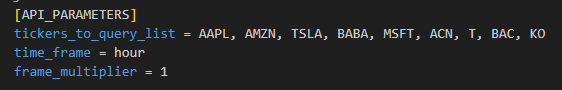 [API_PARAMETERS]
tickers_to_query_list = AAPL, AMZN, TSLA, BABA, MSFT, ACN, T, BAC, KO
time_frame = hour
frame_multiplier = 1